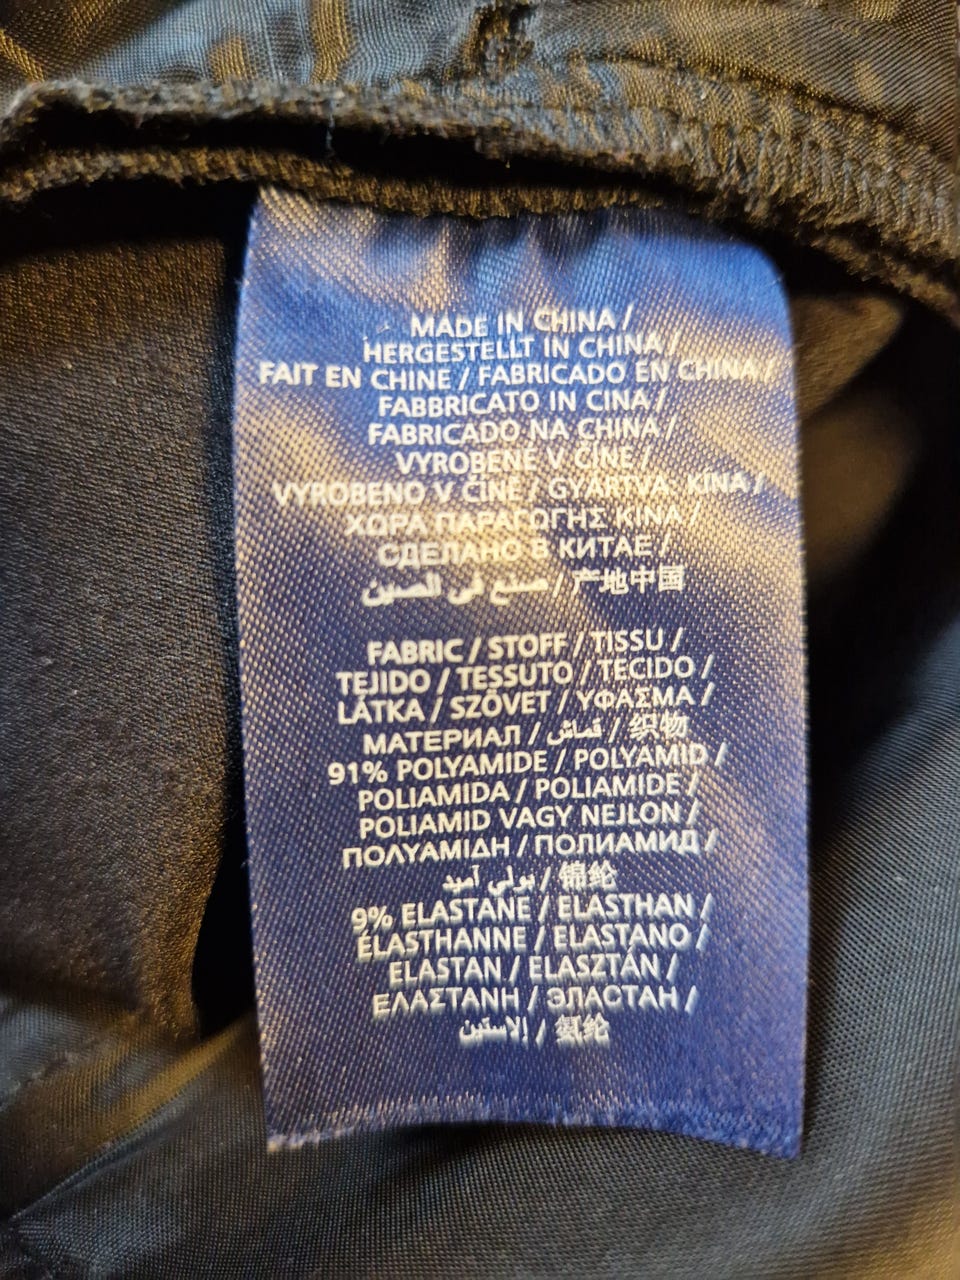 MADE IN CHINA /
HERGESTELLT IN CHINA /
FAIT EN CHINE / FABRICADO EN CHINA /
FABBRICATO IN CINA /
FABRICADO NA CHINA /
VYROBENÉ V ČÍNE /
VYROBENO V ČÍNĚ / GYÁRTVA: KÍNA /
ΧΩΡΑ ΠΑΡΑΓΩΓΗΣ ΚΙΝΑ /
СДЕЛАНО В КИТАЕ /
صنع في الصين / 产地中国
FABRIC / STOFF / TISSU /
TEJIDO / TESSUTO / TECIDO /
LÁTKA / SZÖVET / ΥΦΑΣΜΑ /
МАТЕРИАЛ / قماش / 织物
91% POLYAMIDE / POLYAMID /
POLIAMIDA / POLIAMIDE /
POLIAMID VAGY NEJLON /
ΠΟΛΥΑΜΙΔΗ / ПОЛИАМИД /
بولي أميد / 锦纶
9% ELASTANE / ELASTHAN /
ÉLASTHANNE / ELASTANO /
ELASTAN / ELASZTÁN /
ΕΛΑΣΤΑΝΗ / ЭЛАСТАН /
إلاستين / 氨纶